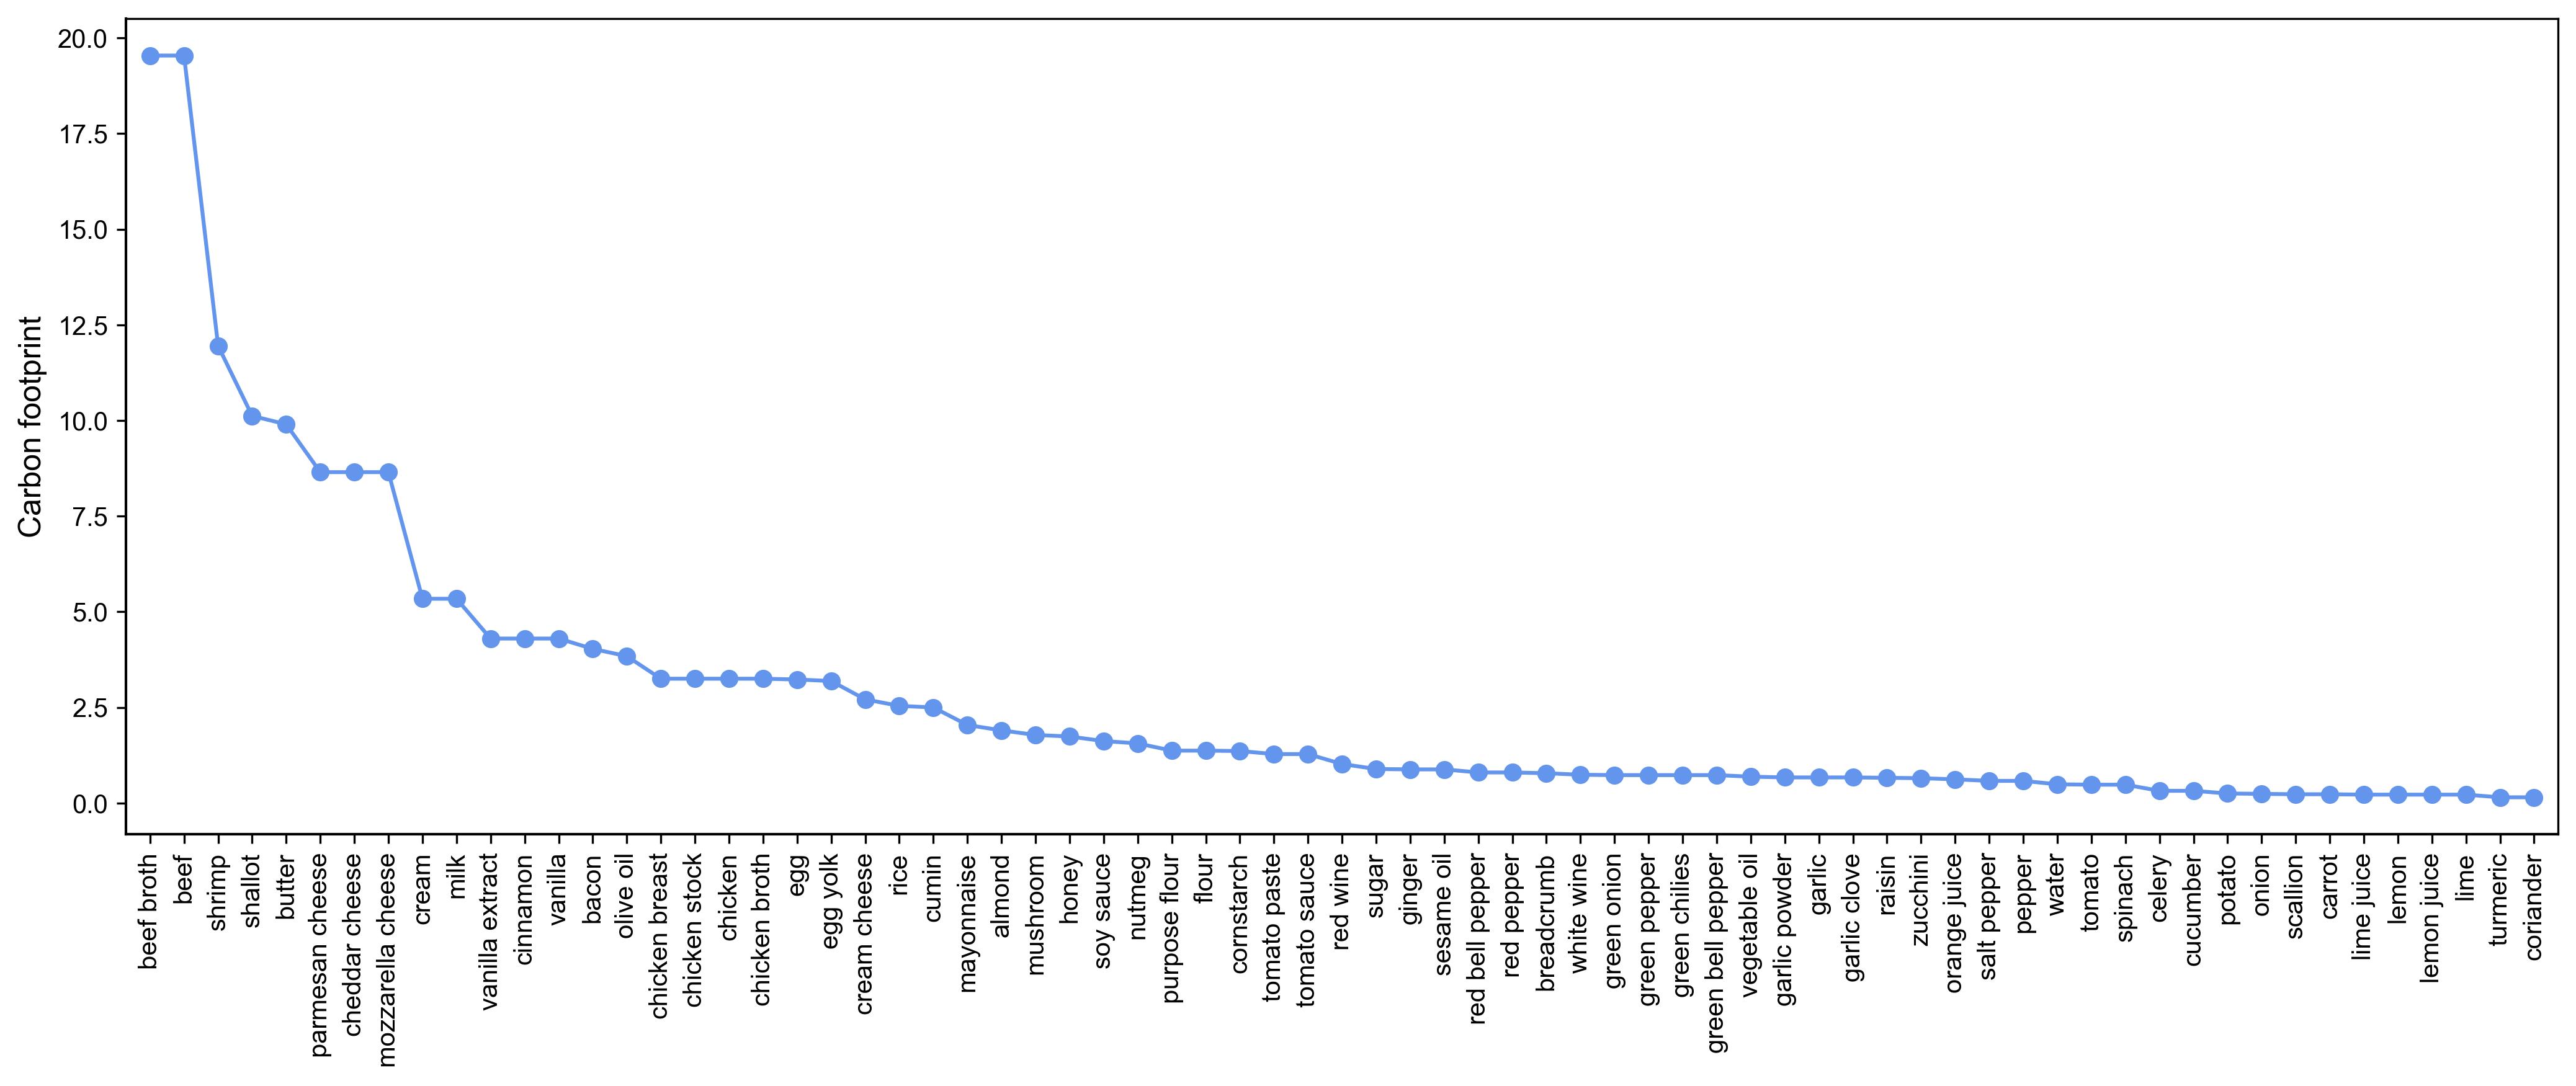 Carbon footprint
20.0
17.5
15.0
12.5
10.0
7.5
5.0
2.5
0.0
beef broth
beef
shrimp
shallot
butter
parmesan cheese
cheddar cheese
mozzarella cheese
cream
milk
vanilla extract
cinnamon
vanilla
bacon
olive oil
chicken breast
chicken stock
chicken
chicken broth
egg
egg yolk
cream cheese
rice
cumin
mayonnaise
almond
mushroom
honey
soy sauce
nutmeg
purpose flour
flour
cornstarch
tomato paste
tomato sauce
red wine
sugar
ginger
sesame oil
red bell pepper
red pepper
breadcrumb
white wine
green onion
green pepper
green chilies
green bell pepper
vegetable oil
garlic powder
garlic
garlic clove
raisin
zucchini
orange juice
salt pepper
pepper
water
tomato
spinach
celery
cucumber
potato
onion
scallion
carrot
lime juice
lemon
lemon juice
lime
turmeric
coriander